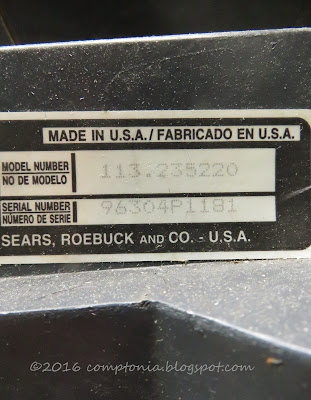 MADE IN U.S.A./FABRICADO EN U.S.A.
MODEL NUMBER
NO DE MODELO
113.235220
SERIAL NUMBER
NÚMERO DE SERIE
96304P1181
SEARS, ROEBUCK AND CO. - U.S.A.
©2016 comptonia.blogspot.com